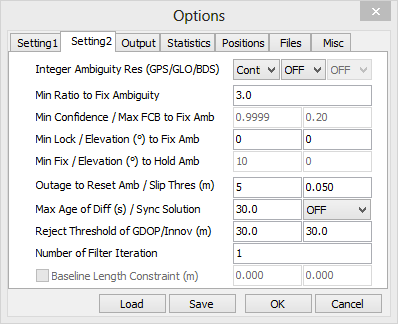 Options
Setting1 Setting2 Output Statistics Positions Files Misc
Integer Ambiguity Res (GPS/GLO/BDS) Cont OFF OFF
Min Ratio to Fix Ambiguity 3.0
Min Confidence / Max FCB to Fix Amb 0.9999 0.20
Min Lock / Elevation (°) to Fix Amb 0 0
Min Fix / Elevation (°) to Hold Amb 10 0
Outage to Reset Amb / Slip Thres (m) 5 0.050
Max Age of Diff (s) / Sync Solution 30.0 OFF
Reject Threshold of GDOP/Innov (m) 30.0 30.0
Number of Filter Iteration 1
Baseline Length Constraint (m) 0.000 0.000
Load Save OK Cancel